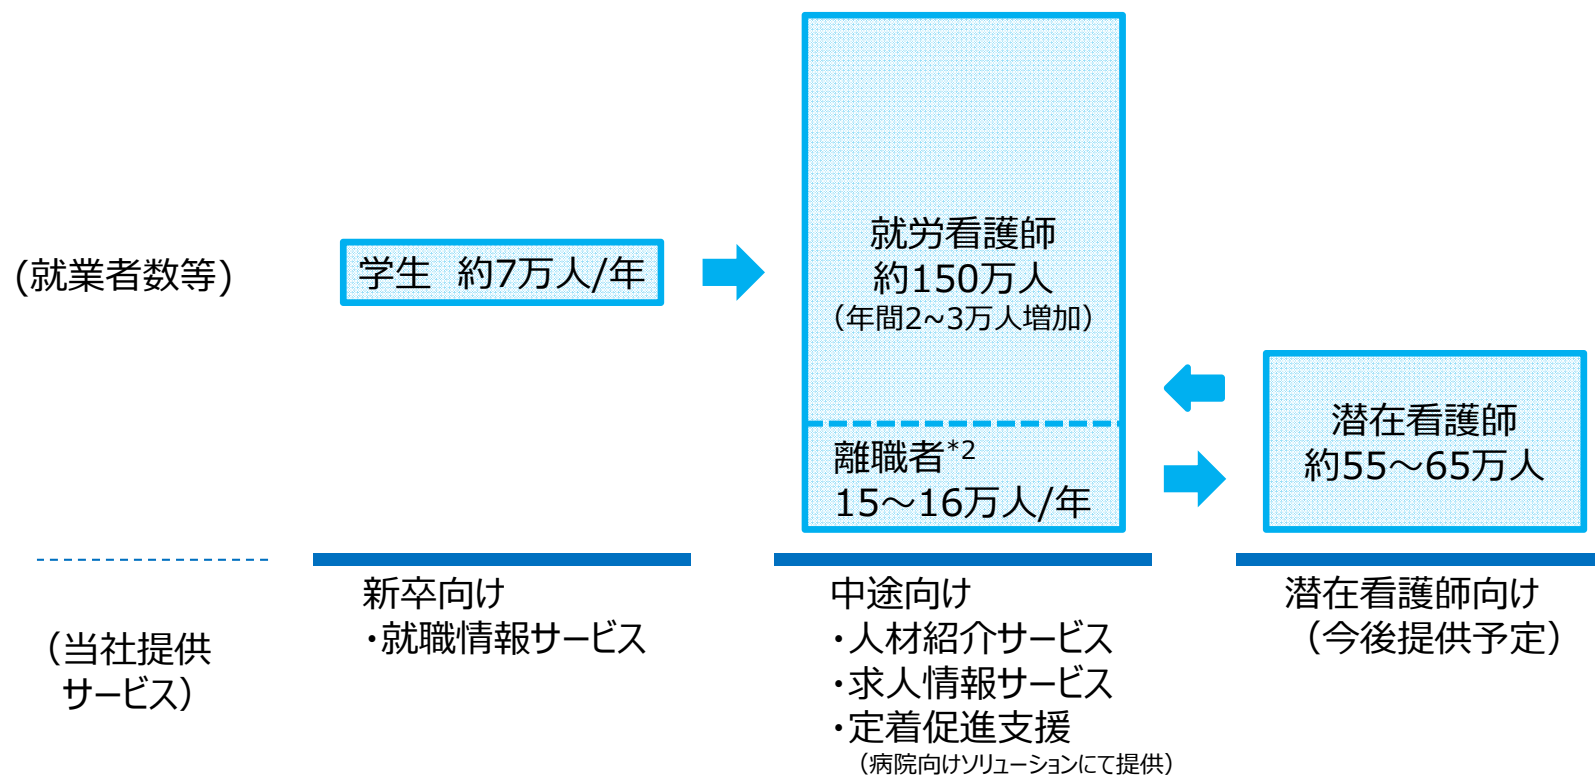 (就業者数等)
学生 約7万人/年
就労看護師
約150万人
（年間2~3万人増加）
離職者*2
15～16万人/年
潜在看護師
約55～65万人
（当社提供
サービス）
新卒向け
・就職情報サービス
中途向け
・人材紹介サービス
・求人情報サービス
・定着促進支援
（病院向けソリューションにて提供）
潜在看護師向け
（今後提供予定）